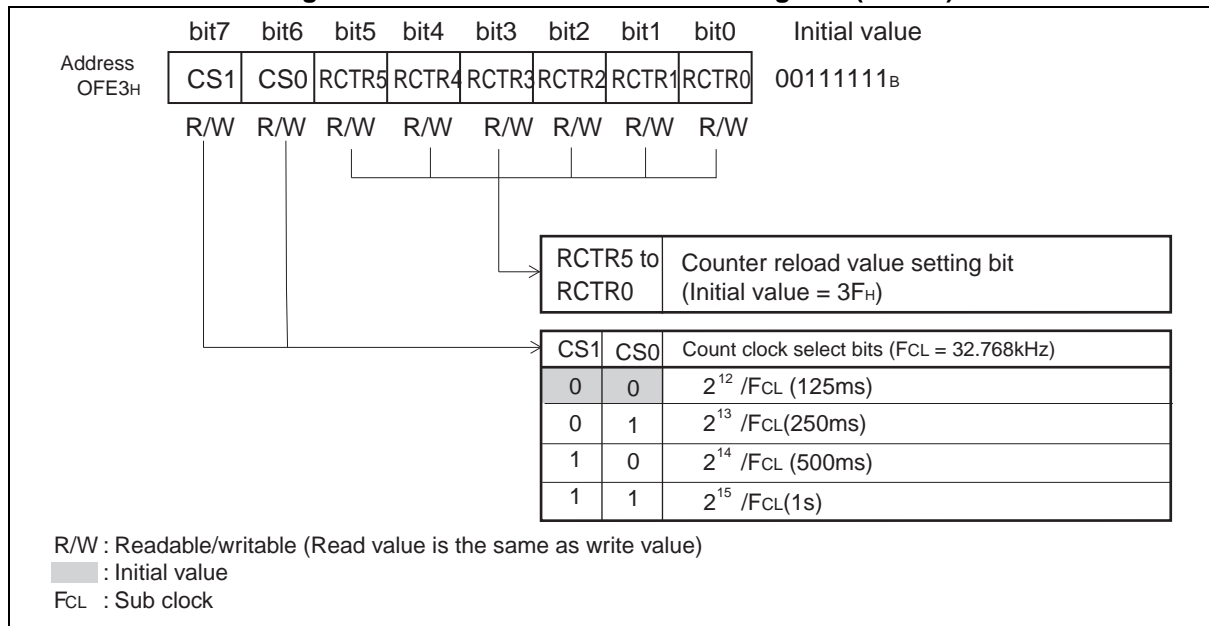 bit7 bit6 bit5 bit4 bit3 bit2 bit1 bit0 Initial value
Address
OFE3H
CS1 CS0 RCTR5 RCTR4 RCTR3 RCTR2 RCTR1 RCTR0 00111111B
R/W R/W R/W R/W R/W R/W R/W R/W
RCTR5 to
RCTR0
Counter reload value setting bit
(Initial value = 3FH)
CS1 CS0 Count clock select bits (FCL = 32.768kHz)
0 0 2^12 /FCL (125ms)
0 1 2^13 /FCL(250ms)
1 0 2^14 /FCL (500ms)
1 1 2^15 /FCL(1s)
R/W : Readable/writable (Read value is the same as write value)
: Initial value
FCL : Sub clock